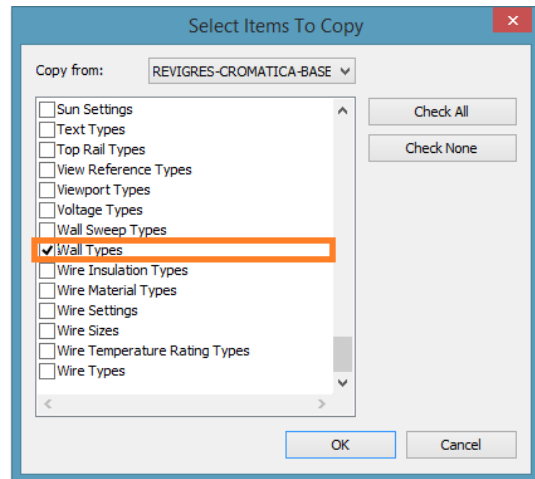 Select Items To Copy
Copy from: REVIGRES-CROMATICA-BASE
Sun Settings
Text Types
Top Rail Types
View Reference Types
Viewport Types
Voltage Types
Wall Sweep Types
Wall Types
Wire Insulation Types
Wire Material Types
Wire Settings
Wire Sizes
Wire Temperature Rating Types
Wire Types
Check All
Check None
OK
Cancel